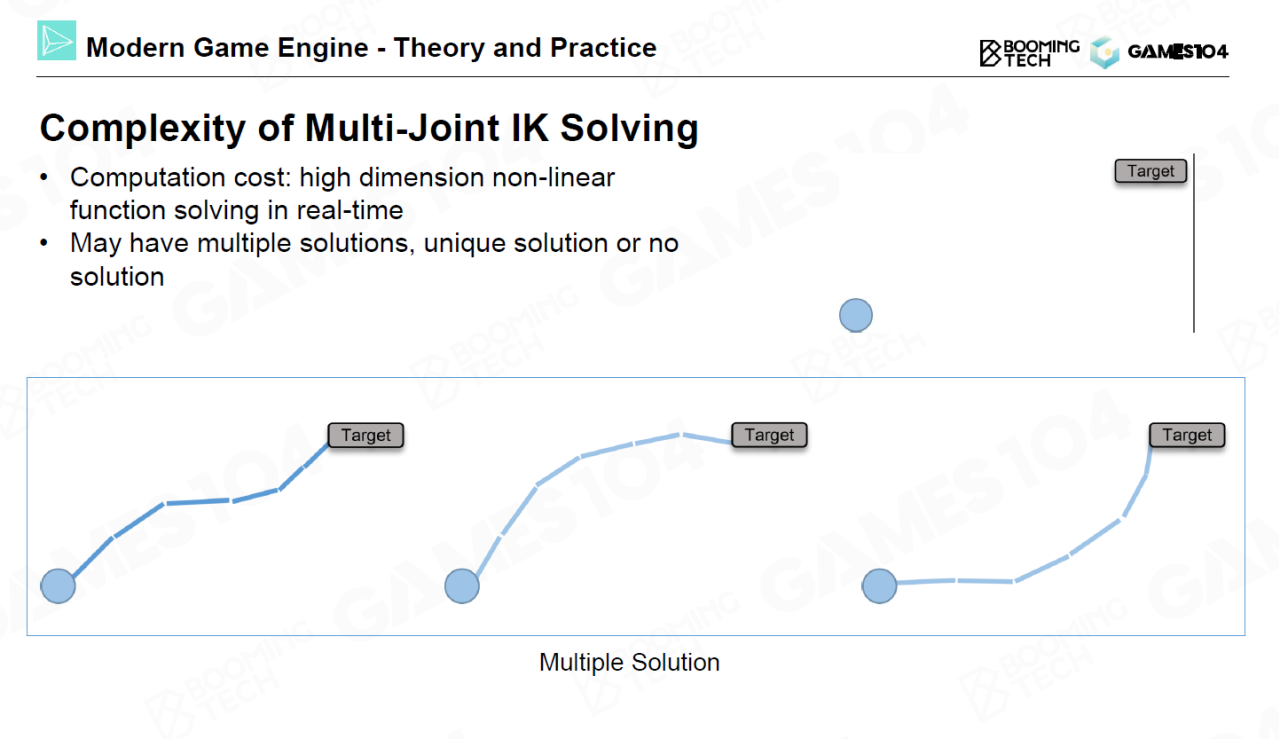 Modern Game Engine - Theory and Practice
BOOMING
TECH
GAMES104
Complexity of Multi-Joint IK Solving
• Computation cost: high dimension non-linear
function solving in real-time
• May have multiple solutions, unique solution or no
solution
Target
Target
Target
Target
Multiple Solution